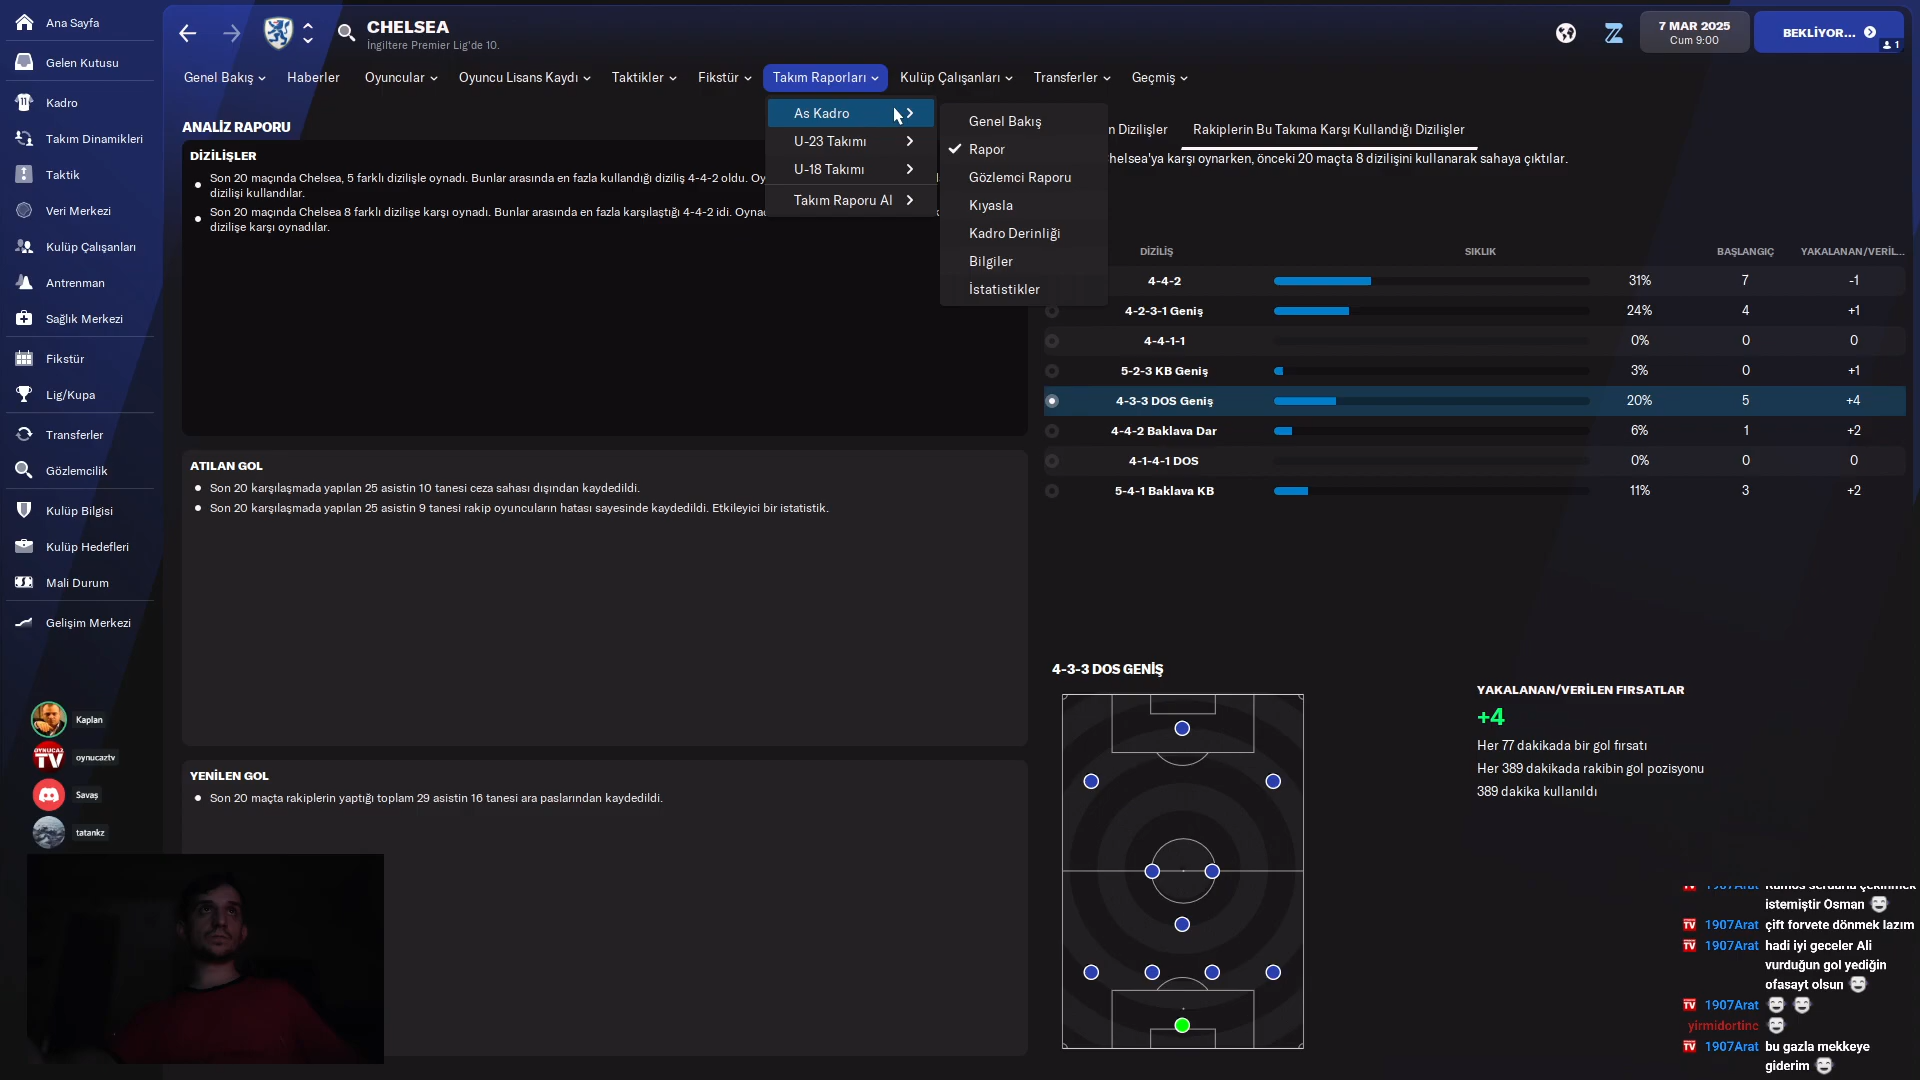 Ana Sayfa
Gelen Kutusu
Kadro
Takım Dinamikleri
Taktik
Veri Merkezi
Kulüp Çalışanları
Antrenman
Sağlık Merkezi
Fikstür
Lig/Kupa
Transferler
Gözlemcilik
Kulüp Bilgisi
Kulüp Hedefleri
Mali Durum
Gelişim Merkezi
Kaplan
OYNUCAZ TV
oynucaztv
Savaş
tatankz
CHELSEA
İngiltere Premier Lig'de 10.
7 MAR 2025
Cum 9:00
BEKLİYOR...
1
Genel Bakış
Haberler
Oyuncular
Oyuncu Lisans Kaydı
Taktikler
Fikstür
Takım Raporları
Kulüp Çalışanları
Transferler
Geçmiş
As Kadro
U-23 Takımı
U-18 Takımı
Takım Raporu Al
Genel Bakış
Rapor
Gözlemci Raporu
Kıyasla
Kadro Derinliği
Bilgiler
İstatistikler
ANALİZ RAPORU
DİZİLİŞLER
Son 20 maçında Chelsea, 5 farklı dizilişle oynadı. Bunlar arasında en fazla kullandığı diziliş 4-4-2 oldu. Oy
dizilişi kullandılar.
Son 20 maçında Chelsea 8 farklı dizilişe karşı oynadı. Bunlar arasında en fazla karşılaştığı 4-4-2 idi. Oynad
dizilişe karşı oynadılar.
ATILAN GOL
Son 20 karşılaşmada yapılan 25 asistin 10 tanesi ceza sahası dışından kaydedildi.
Son 20 karşılaşmada yapılan 25 asistin 9 tanesi rakip oyuncuların hatası sayesinde kaydedildi. Etkileyici bir istatistik.
YENİLEN GOL
Son 20 maçta rakiplerin yaptığı toplam 29 asistin 16 tanesi ara paslarından kaydedildi.
n Dizilişler
Rakiplerin Bu Takıma Karşı Kullandığı Dizilişler
helsea'ya karşı oynarken, önceki 20 maçta 8 dizilişini kullanarak sahaya çıktılar.
DİZİLİŞ SIKLIK BAŞLANGIÇ YAKALANAN/VERİL...
4-4-2 31% 7 -1
4-2-3-1 Geniş 24% 4 +1
4-4-1-1 0% 0 0
5-2-3 KB Geniş 3% 0 +1
4-3-3 DOS Geniş 20% 5 +4
4-4-2 Baklava Dar 6% 1 +2
4-1-4-1 DOS 0% 0 0
5-4-1 Baklava KB 11% 3 +2
4-3-3 DOS GENİŞ
YAKALANAN/VERİLEN FIRSATLAR
+4
Her 77 dakikada bir gol fırsatı
Her 389 dakikada rakibin gol pozisyonu
389 dakika kullanıldı
istemiştir Osman
TV 1907Arat çift forvete dönmek lazım
TV 1907Arat hadi iyi geceler Ali
vurduğun gol yediğin
ofasayt olsun
TV 1907Arat
yirmidortinc
TV 1907Arat bu gazla mekkeye
giderim